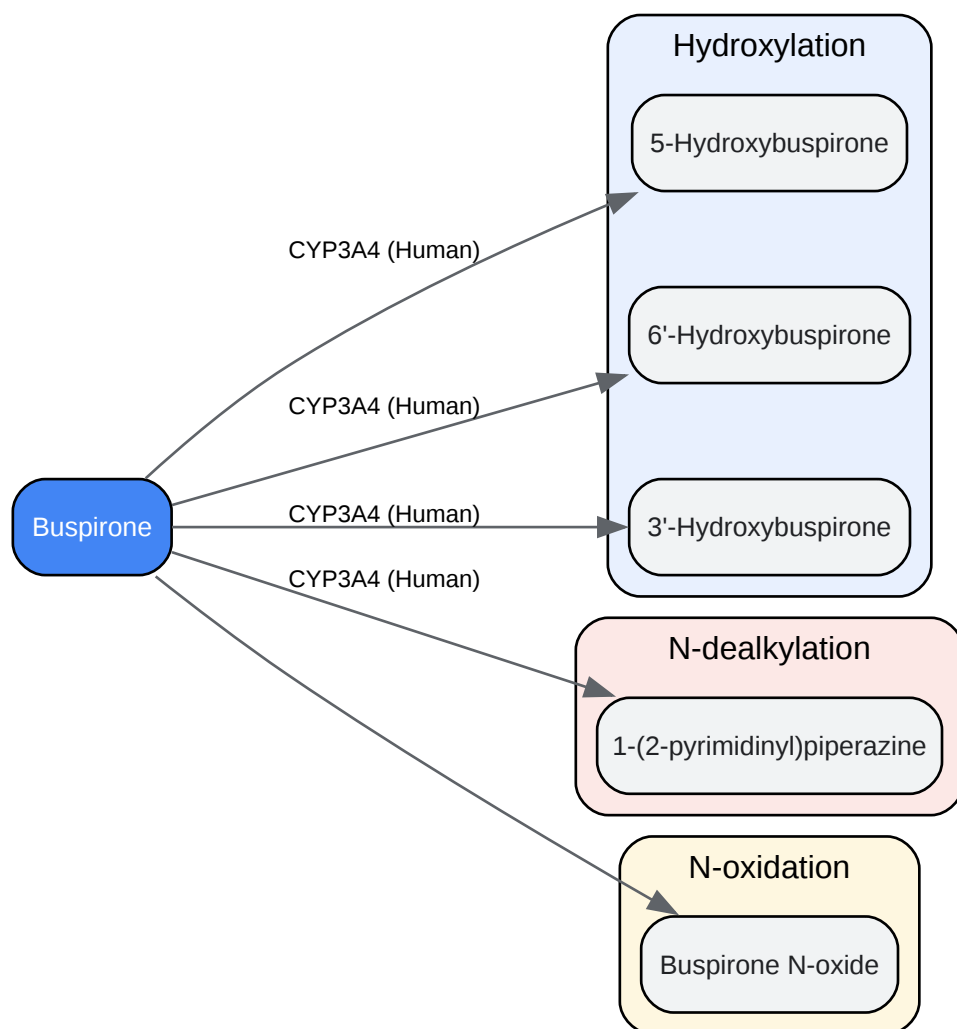 Hydroxylation
5-Hydroxybuspirone
CYP3A4 (Human)
6'-Hydroxybuspirone
CYP3A4 (Human)
Buspirone
CYP3A4 (Human)
3'-Hydroxybuspirone
CYP3A4 (Human)
N-dealkylation
1-(2-pyrimidinyl)piperazine
N-oxidation
Buspirone N-oxide